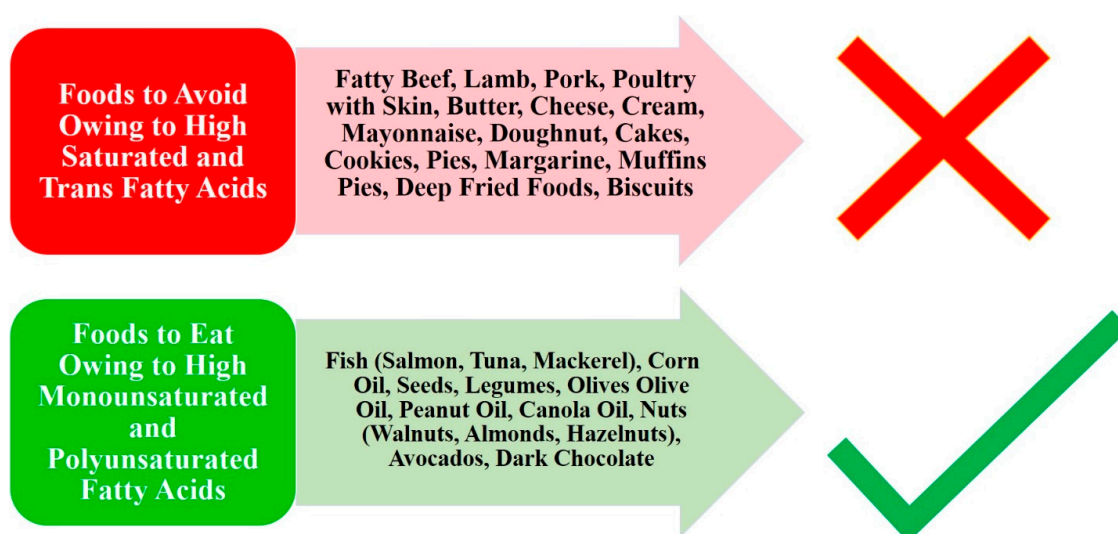 Foods to Avoid
Owing to High
Saturated and
Trans Fatty Acids
Fatty Beef, Lamb, Pork, Poultry
with Skin, Butter, Cheese, Cream,
Mayonnaise, Doughnut, Cakes,
Cookies, Pies, Margarine, Muffins
Pies, Deep Fried Foods, Biscuits
Foods to Eat
Owing to High
Monounsaturated
and
Polyunsaturated
Fatty Acids
Fish (Salmon, Tuna, Mackerel), Corn
Oil, Seeds, Legumes, Olives Olive
Oil, Peanut Oil, Canola Oil, Nuts
(Walnuts, Almonds, Hazelnuts),
Avocados, Dark Chocolate